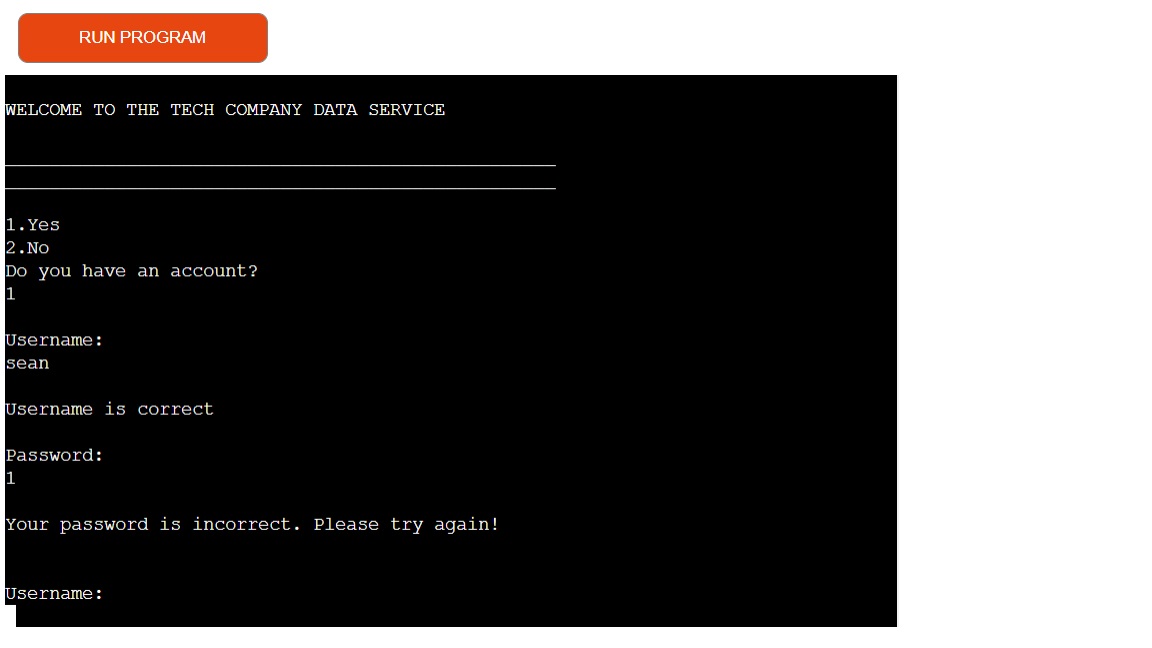 RUN PROGRAM
WELCOME TO THE TECH COMPANY DATA SERVICE
1.Yes
2.No
Do you have an account?
1
Username:
sean
Username is correct
Password:
1
Your password is incorrect. Please try again!
Username: